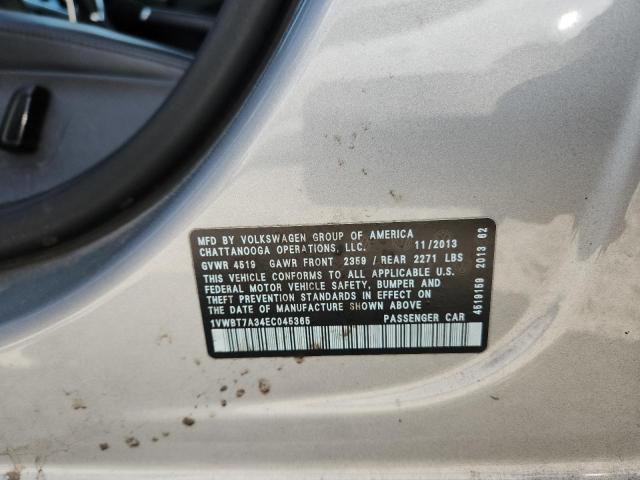 MFD BY VOLKSWAGEN GROUP OF AMERICA
CHATTANOOGA OPERATIONS, LLC. 11/2013
GVWR 4519 GAWR FRONT 2359 / REAR 2271 LBS
THIS VEHICLE CONFORMS TO ALL APPLICABLE U.S.
FEDERAL MOTOR VEHICLE SAFETY, BUMPER AND
THEFT PREVENTION STANDARDS IN EFFECT ON THE
DATE OF MANUFACTURE SHOWN ABOVE
1VWBT7A34EC045365 PASSENGER CAR
4519159 2013 62